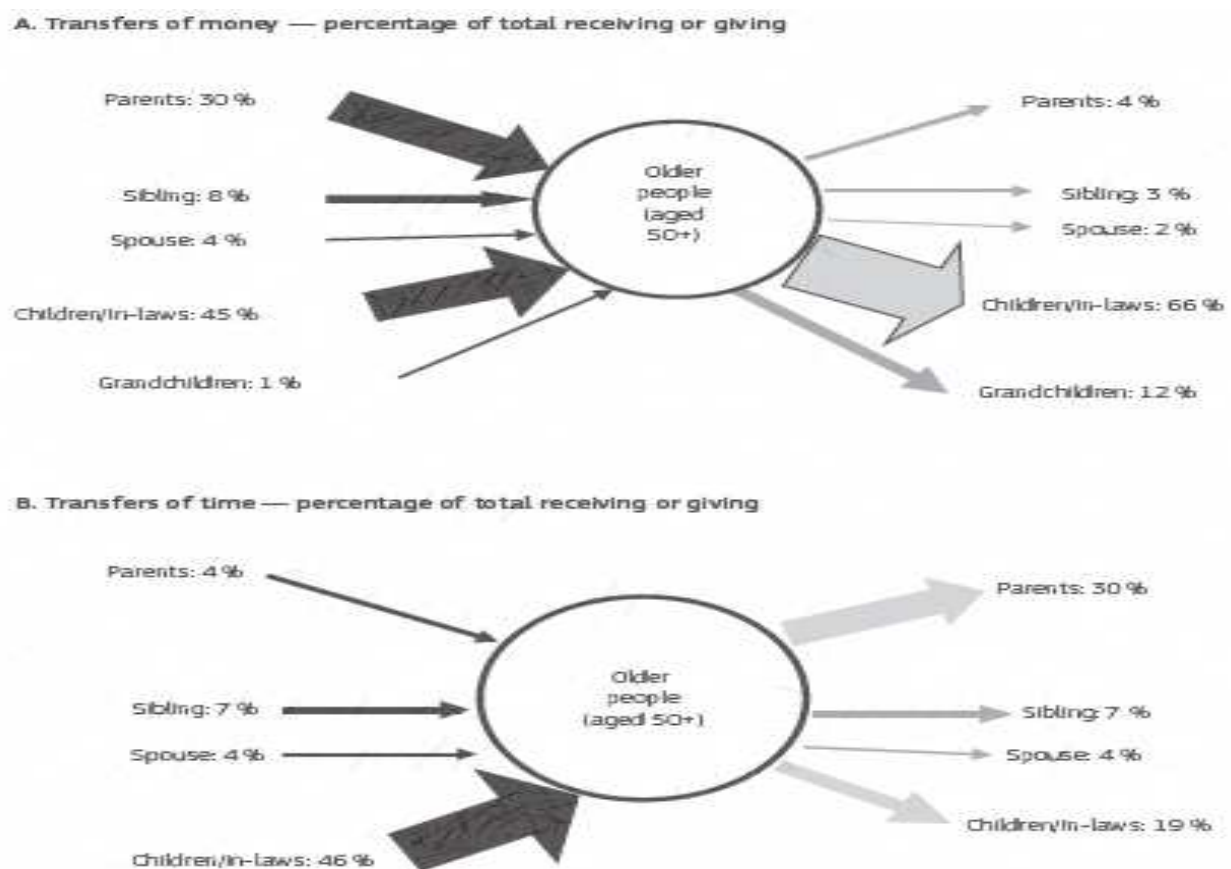 A. Transfers of money — percentage of total receiving or giving
Parents: 30 %
Sibling: 8 %
Spouse: 4 %
Children/in-laws: 45 %
Grandchildren: 1 %
Older
people
(aged
50+)
Parents: 4 %
Sibling: 3 %
Spouse: 2 %
Children/in-laws: 66 %
Grandchildren: 12 %
B. Transfers of time — percentage of total receiving or giving
Parents: 4 %
Sibling: 7 %
Spouse: 4 %
Children/in-laws: 46 %
Older
people
(aged 50+)
Parents: 30 %
Sibling: 7 %
Spouse: 4 %
Children/in-laws: 19 %